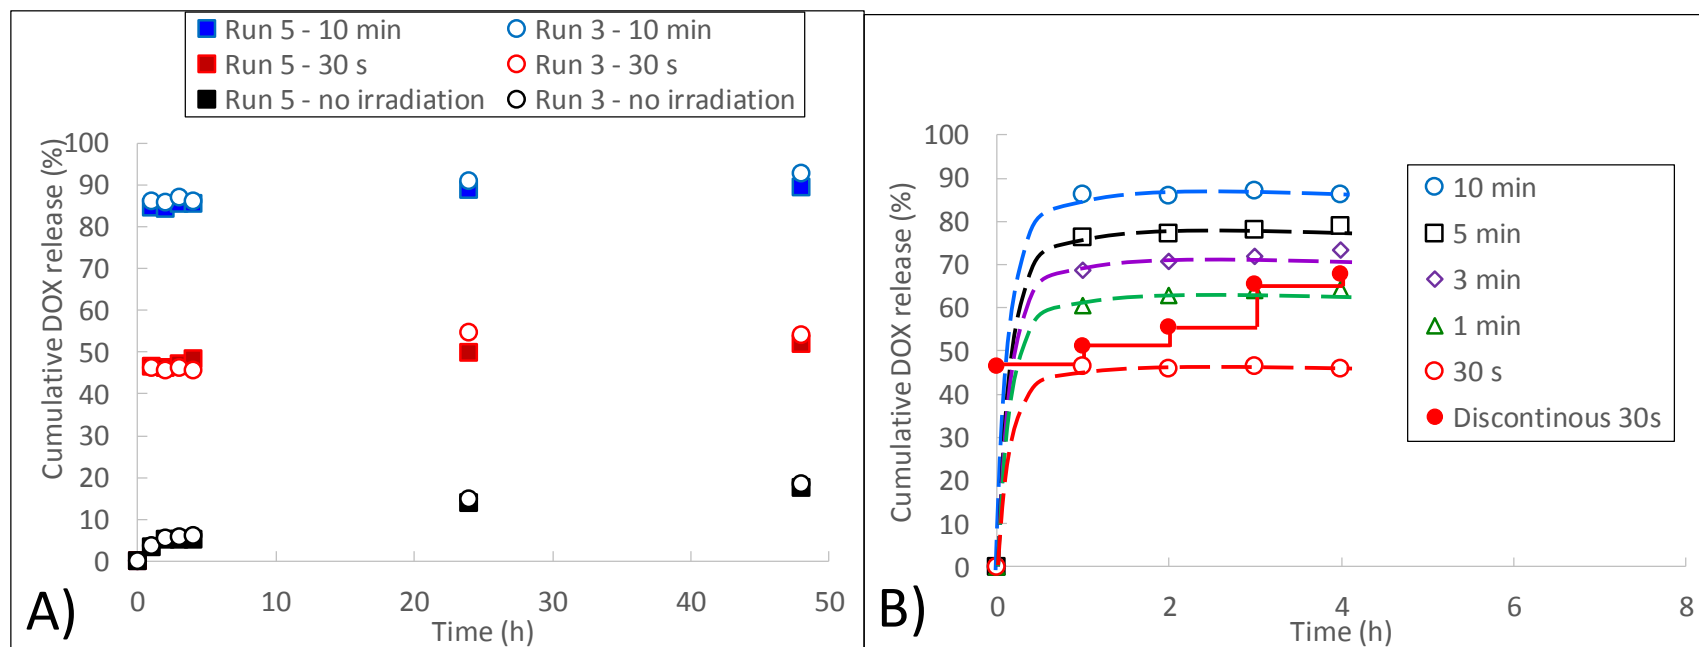 Run 5 - 10 min Run 3 - 10 min
Run 5 - 30 s Run 3 - 30 s
Run 5 - no irradiation Run 3 - no irradiation
Cumulative DOX release (%)
100
90
80
70
60
50
40
30
20
10
0
0 10 20 30 40 50
Time (h)
A)
Cumulative DOX release (%)
100
90
80
70
60
50
40
30
20
10
0
0 2 4 6 8
Time (h)
B)
10 min
5 min
3 min
1 min
30 s
Discontinous 30s